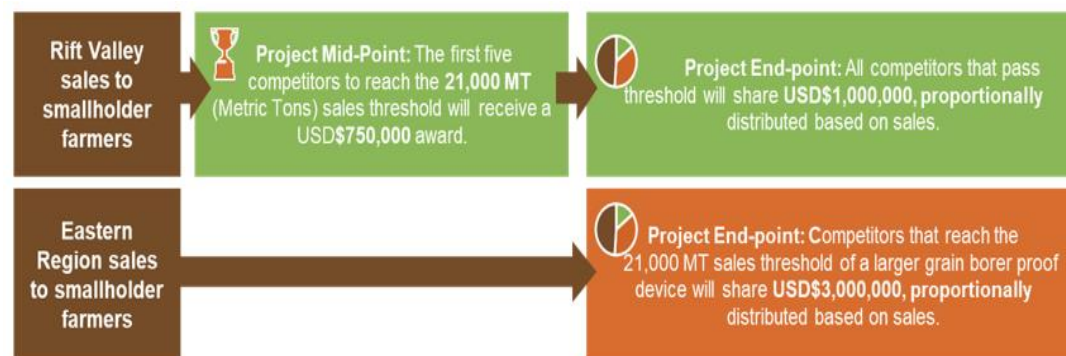 Rift Valley
sales to
smallholder
farmers
Project Mid-Point: The first five
competitors to reach the 21,000 MT
(Metric Tons) sales threshold will receive a
USD$750,000 award.
Project End-point: All competitors that pass
threshold will share USD$1,000,000, proportionally
distributed based on sales.
Eastern
Region sales
to smallholder
farmers
Project End-point: Competitors that reach the
21,000 MT sales threshold of a larger grain borer proof
device will share USD$3,000,000, proportionally
distributed based on sales.